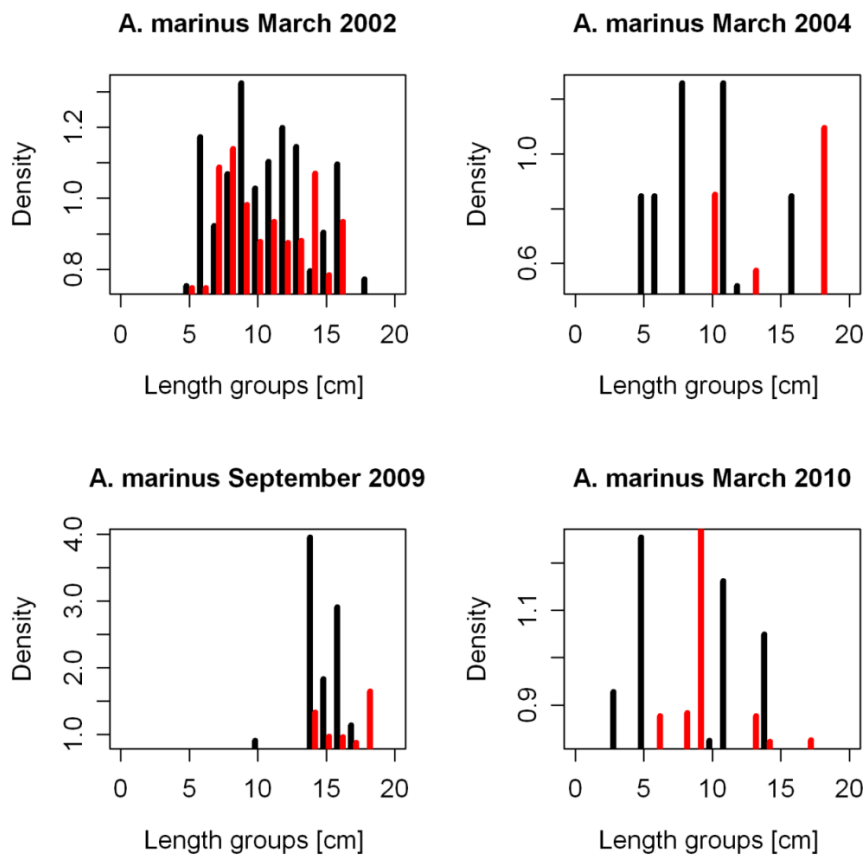 A. marinus March 2002
Density
0.8 1.0 1.2
0 5 10 15 20
Length groups [cm]
A. marinus March 2004
Density
0.6 1.0
0 5 10 15 20
Length groups [cm]
A. marinus September 2009
Density
1.0 2.0 3.0 4.0
0 5 10 15 20
Length groups [cm]
A. marinus March 2010
Density
0.9 1.1
0 5 10 15 20
Length groups [cm]